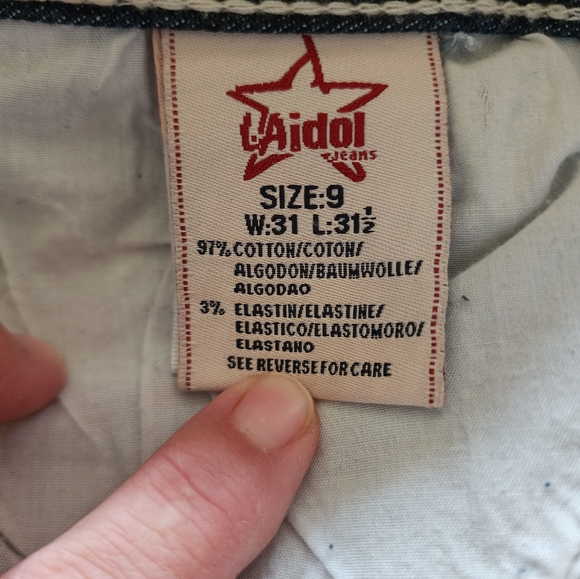 L.A idol
Jeans
SIZE:9
W:31 L:31½
97% COTTON/COTON/
ALGODON/BAUMWOLLE/
ALGODAO
3% ELASTIN/ELASTINE/
ELASTICO/ELASTOMORO/
ELASTANO
SEE REVERSE FOR CARE